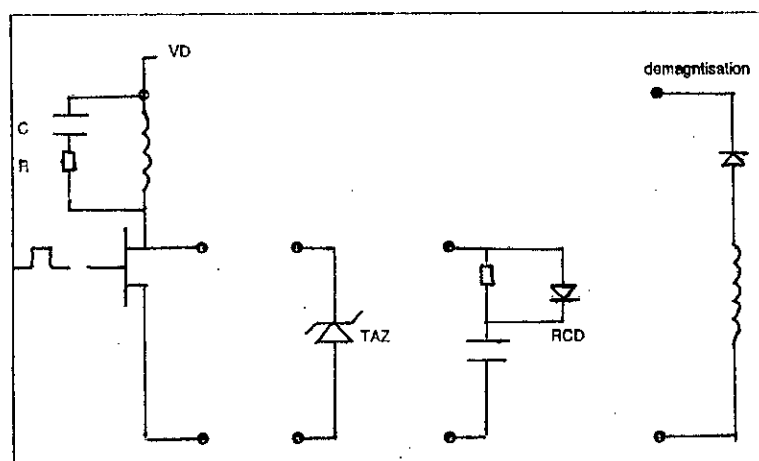 VD
demagntisation
C
R
TAZ
RCD